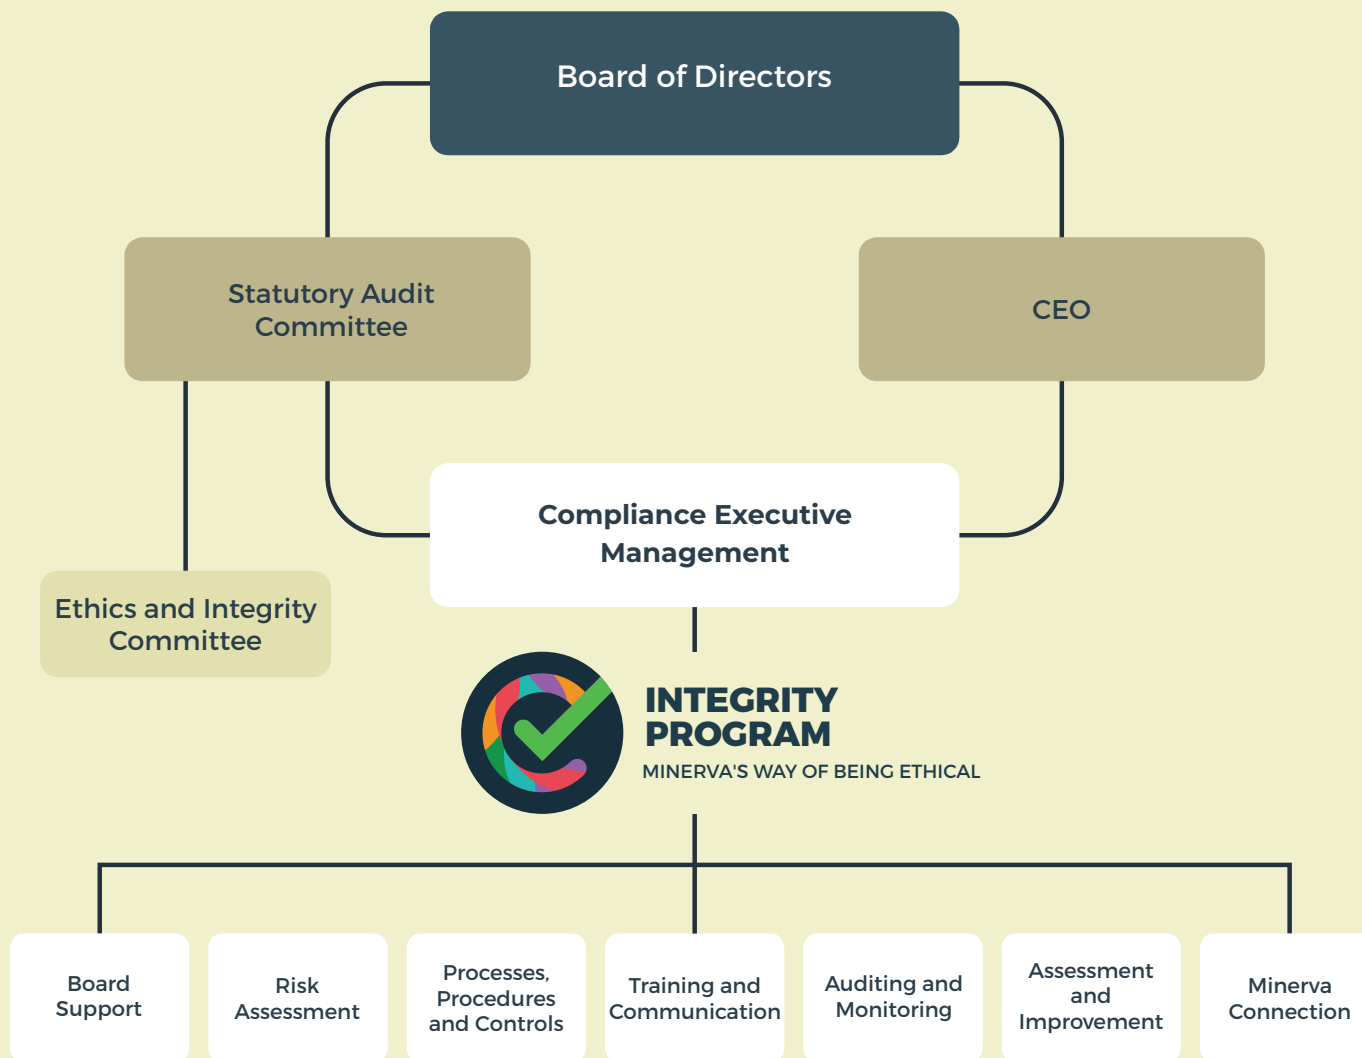 Board of Directors
Statutory Audit
Committee
CEO
Compliance Executive
Management
Ethics and Integrity
Committee
INTEGRITY
PROGRAM
MINERVA'S WAY OF BEING ETHICAL
Board
Support
Risk
Assessment
Processes,
Procedures
and Controls
Training and
Communication
Auditing and
Monitoring
Assessment
and
Improvement
Minerva
Connection